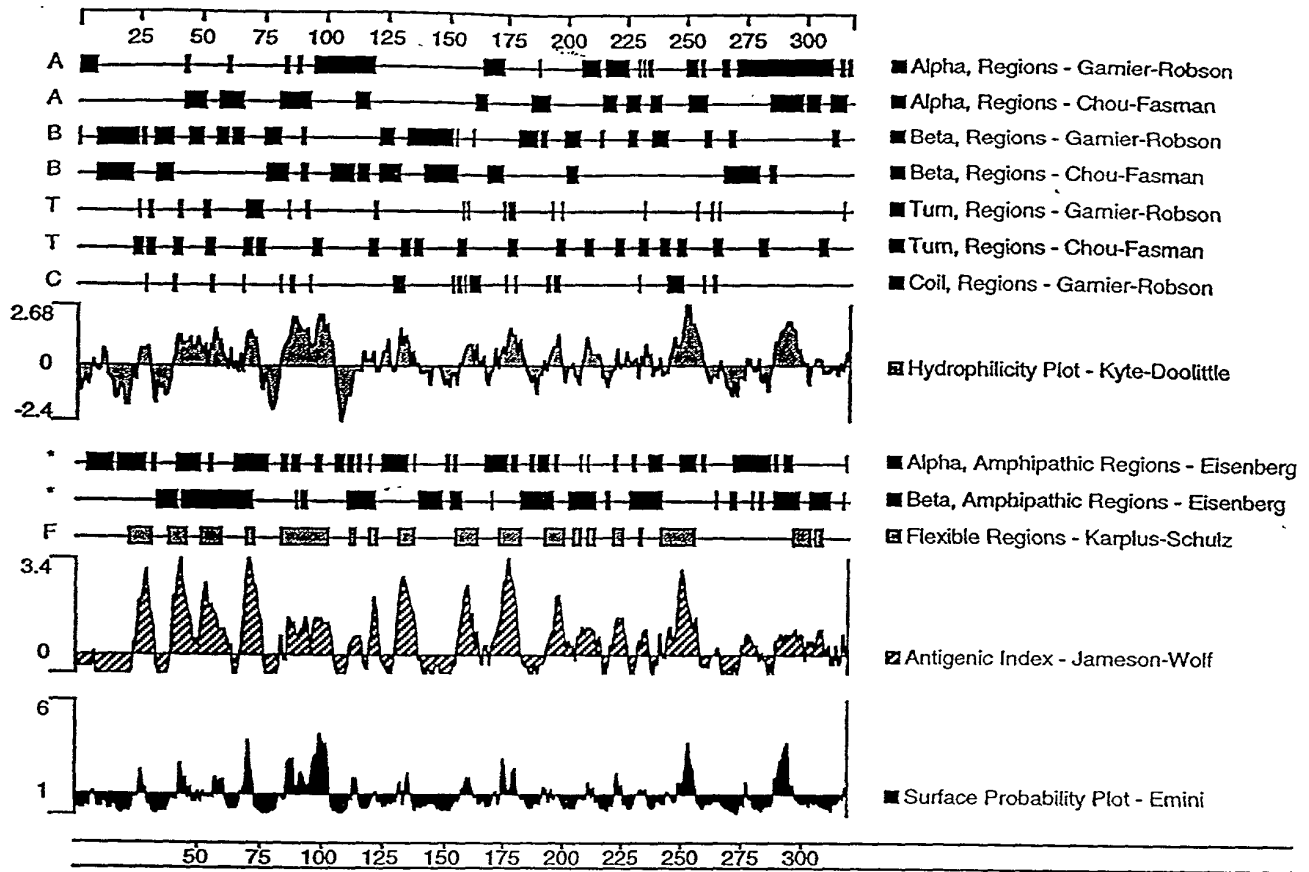 25 50 75 100 125 150 175 200 225 250 275 300
A Alpha, Regions - Garnier-Robson
A Alpha, Regions - Chou-Fasman
B Beta, Regions - Garnier-Robson
B Beta, Regions - Chou-Fasman
T Turn, Regions - Garnier-Robson
T Turn, Regions - Chou-Fasman
C Coil, Regions - Garnier-Robson
2.68
0 Hydrophilicity Plot - Kyte-Doolittle
-2.4
* Alpha, Amphipathic Regions - Eisenberg
* Beta, Amphipathic Regions - Eisenberg
F Flexible Regions - Karplus-Schulz
3.4
0 Antigenic Index - Jameson-Wolf
6
1 Surface Probability Plot - Emini
50 75 100 125 150 175 200 225 250 275 300